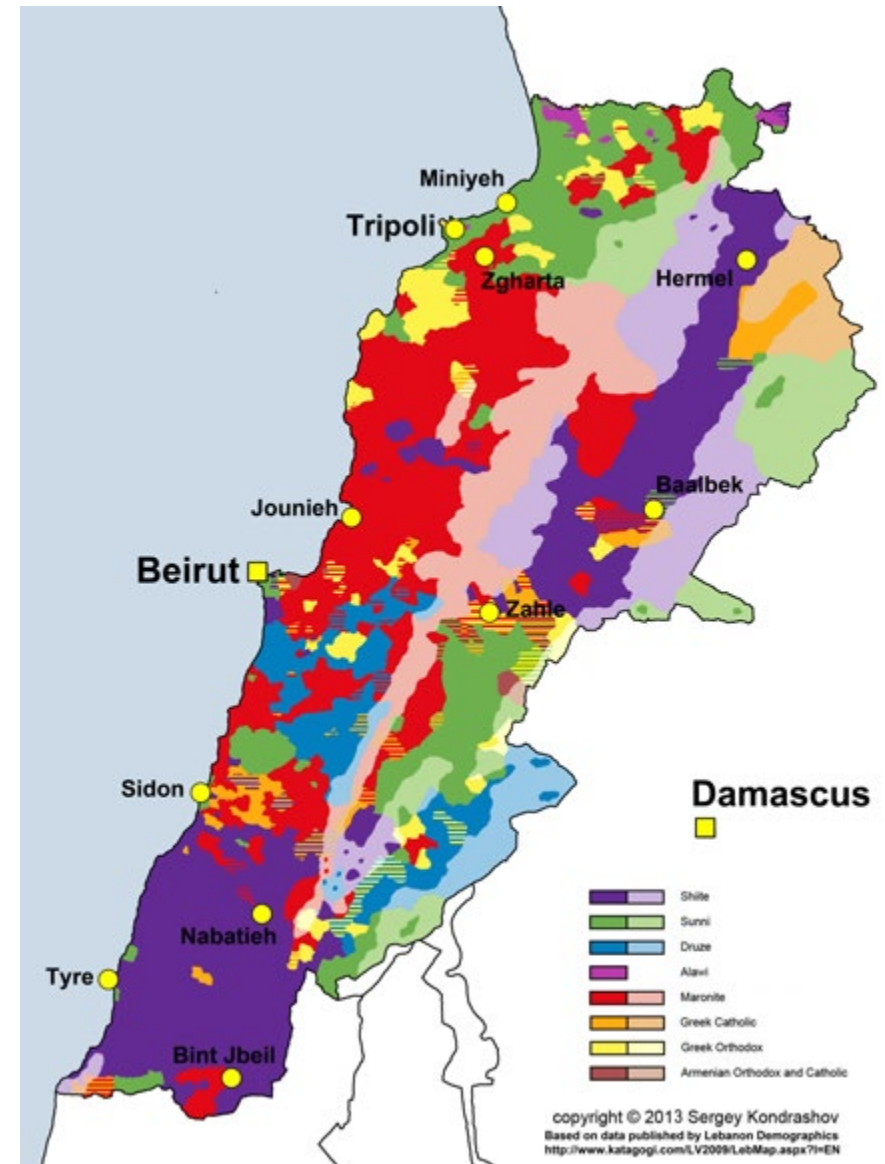 Miniyeh
Tripoli
Zgharta
Hermel
Baalbek
Jounieh
Beirut
Zahle
Sidon
Damascus
Nabatieh
Tyre
Bint Jbeil
Shiite
Sunni
Druze
Alawi
Maronite
Greek Catholic
Greek Orthodox
Armenian Orthodox and Catholic
copyright © 2013 Sergey Kondrashov
Based on data published by Lebanon Demographics
http://www.katagogi.com/LV2009/LebMap.aspx?l=EN